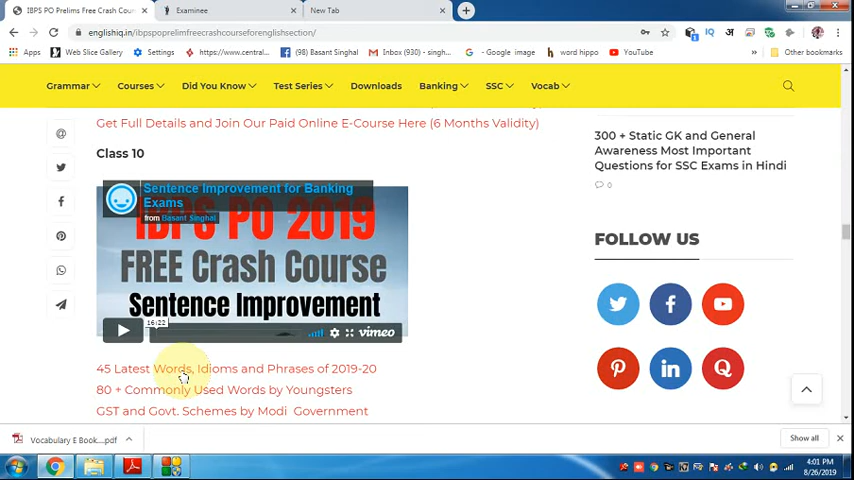 IBPS PO Prelims Free Crash Cour
Examinee
New Tab
englishiq.in/ibpspoprelimfreecrashcourseforenglishsection/
Apps
Web Slice Gallery
Settings
https://www.central...
(98) Basant Singhal
Inbox (930) - singh...
- Google image
word hippo
YouTube
Other bookmarks
Grammar
Courses
Did You Know
Test Series
Downloads
Banking
SSC
Vocab
Get Full Details and Join Our Paid Online E-Course Here (6 Months Validity)
Class 10
Sentence Improvement for Banking
Exams
from Basant Singhal
IBPS PO 2019
FREE Crash Course
Sentence Improvement
16:22
vimeo
45 Latest Words, Idioms and Phrases of 2019-20
80 + Commonly Used Words by Youngsters
GST and Govt. Schemes by Modi Government
300 + Static GK and General
Awareness Most Important
Questions for SSC Exams in Hindi
0
FOLLOW US
Vocabulary E Book....pdf
Show all
4:01 PM
8/26/2019